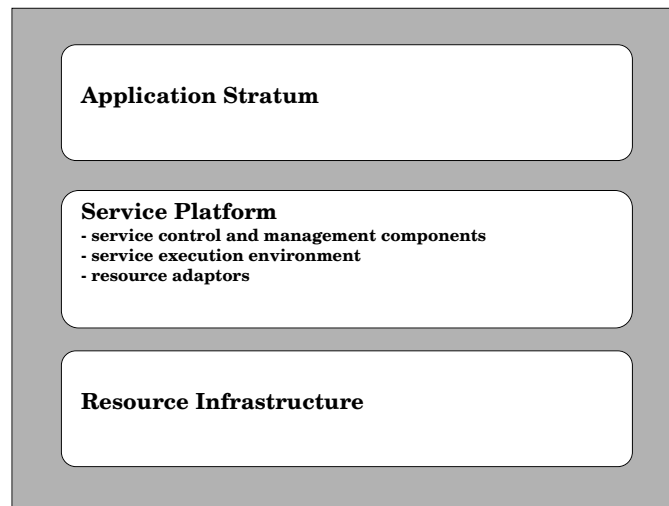 Application Stratum
Service Platform
- service control and management components
- service execution environment
- resource adaptors
Resource Infrastructure